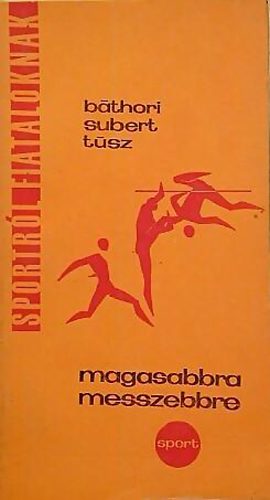 SPORTRÓL FIATALOKNAK
báthori
subert
tüsz
magasabbra
messzebbre
sport